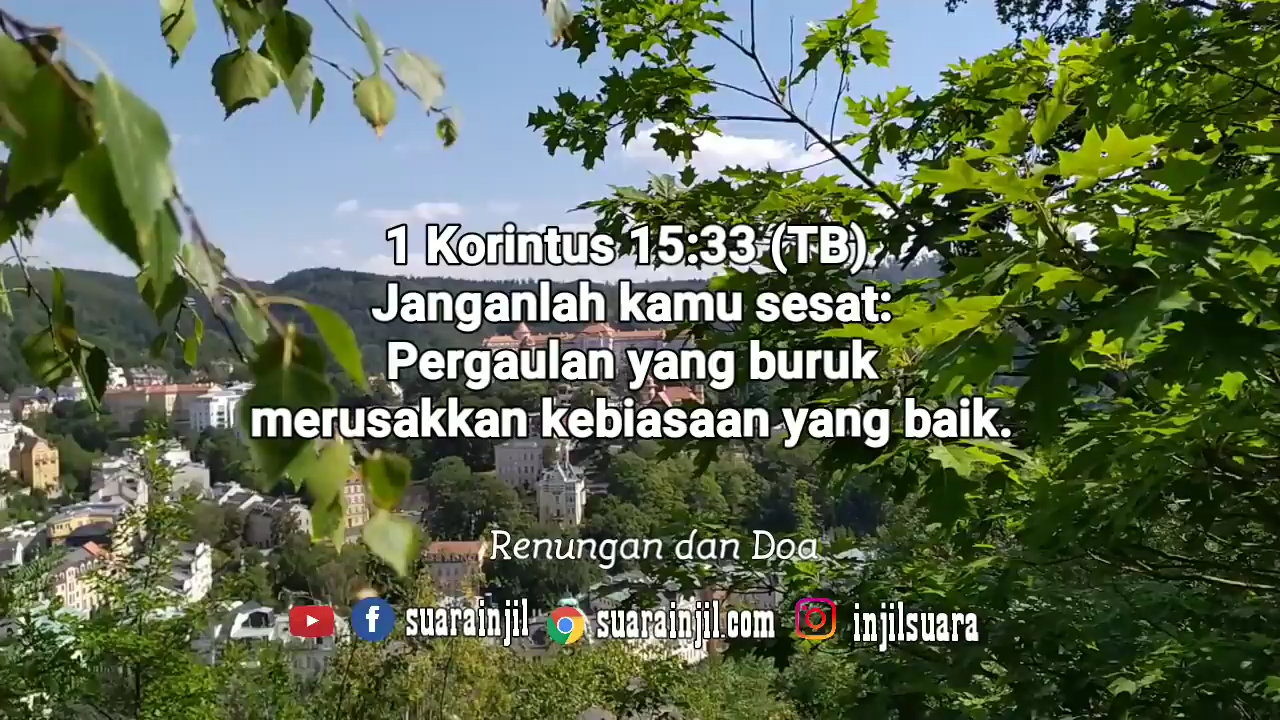 1 Korintus 15:33 (TB)
Janganlah kamu sesat:
Pergaulan yang buruk
merusakkan kebiasaan yang baik.
Renungan dan Doa
suarainjil suarainjil.com injilsuara